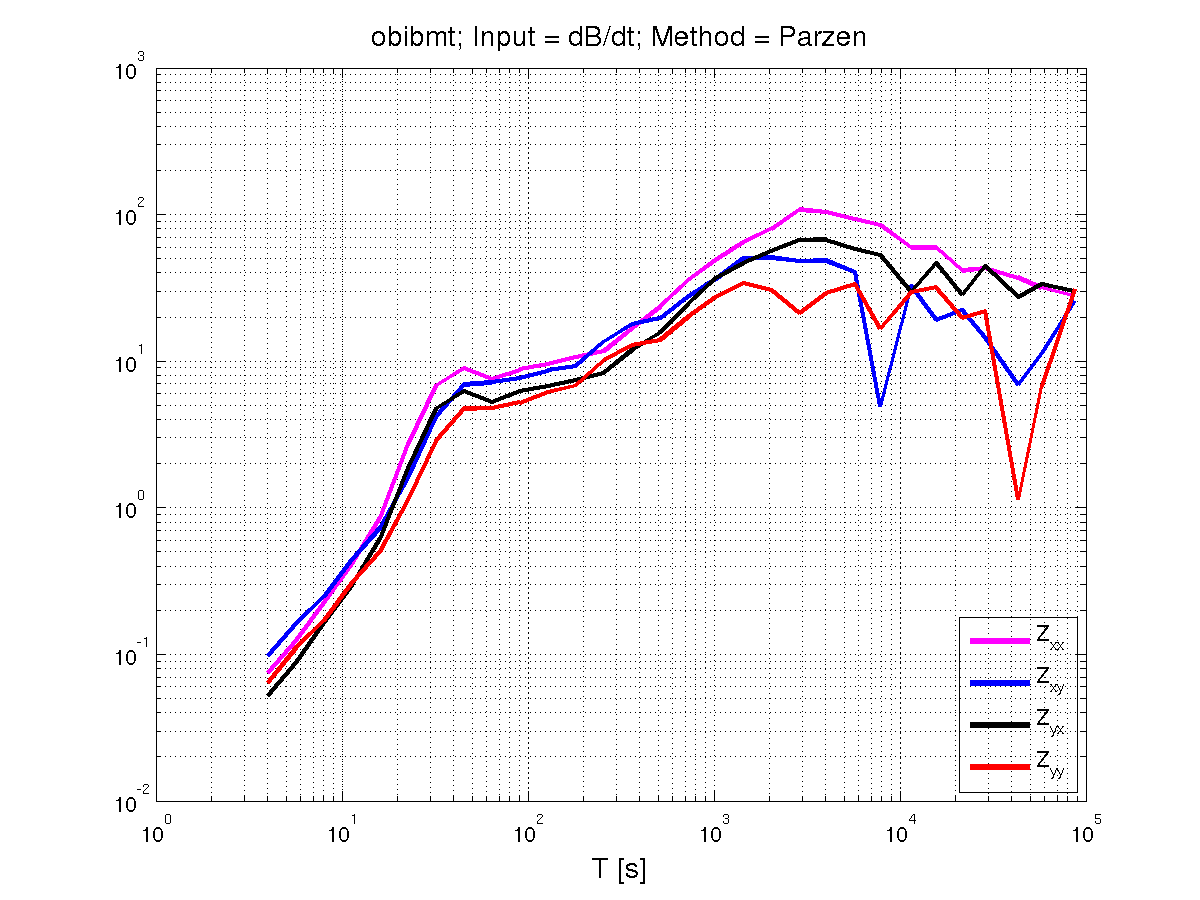 obibmt; Input = dB/dt; Method = Parzen
10^3
10^2
10^1
10^0
10^-1
10^-2
Z_xx
Z_xy
Z_yx
Z_yy
10^0 10^1 10^2 10^3 10^4 10^5
T [s]